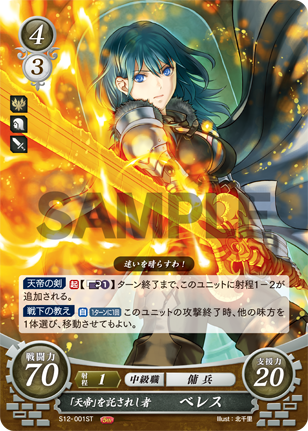 4
3
SAMPLE
迷いを晴らすわ！
天帝の剣 起 [1] ターン終了まで、このユニットに射程1-2が
追加される。
戦下の教え 自 1ターンに1回 このユニットの攻撃終了時、他の味方を
1体選び、移動させてもよい。
戦闘力 70
射程 1 中級職 傭兵
支援力 20
「天帝」を託されし者 ベレス
S12-001ST Illust：北千里